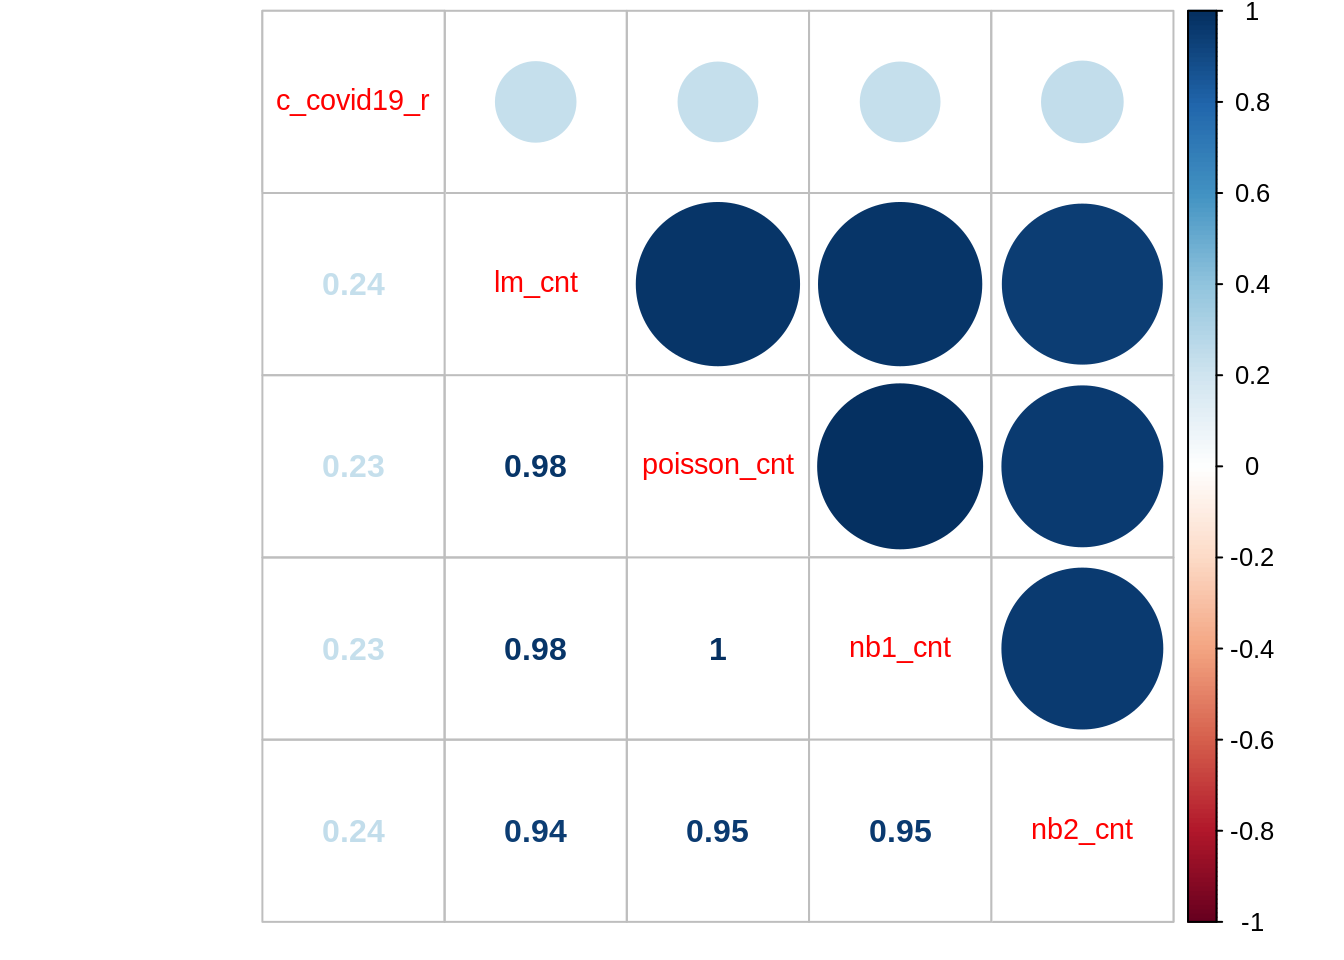 c_covid19_r
0.24 lm_cnt
0.23 0.98 poisson_cnt
0.23 0.98 1 nb1_cnt
0.24 0.94 0.95 0.95 nb2_cnt
1
0.8
0.6
0.4
0.2
0
-0.2
-0.4
-0.6
-0.8
-1